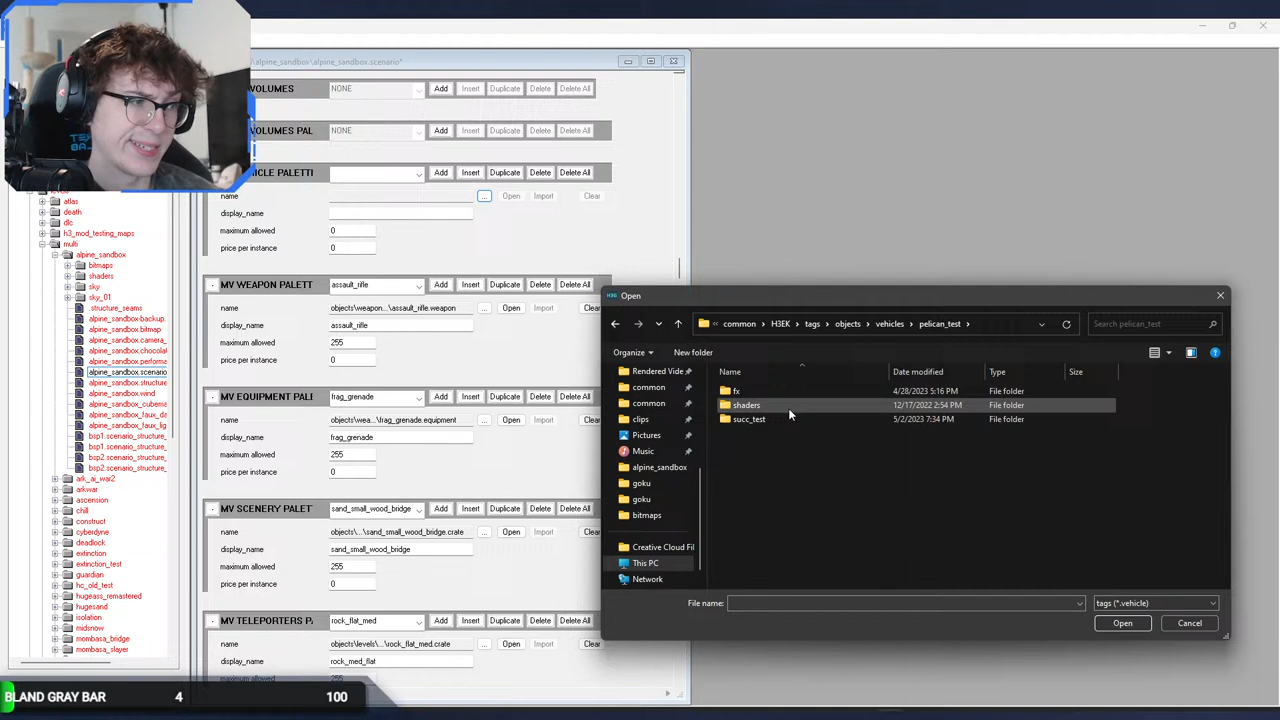 \alpine_sandbox\alpine_sandbox.scenario*
VOLUMES NONE Add Insert Duplicate Delete Delete All
VOLUMES PAL NONE Add Insert Duplicate Delete Delete All
HICLE PALETTI Add Insert Duplicate Delete Delete All
name ... Open Import Clear
display_name
maximum allowed 0
price per instance 0
MV WEAPON PALETT assault_rifle Add Insert Duplicate Delete Delete All
name objects\weapon...\assault_rifle.weapon ... Open Import Clear
display_name assault_rifle
maximum allowed 255
price per instance 0
MV EQUIPMENT PALI frag_grenade Add Insert Duplicate Delete Delete All
name objects\wea...\frag_grenade.equipment ... Open Import Clear
display_name frag_grenade
maximum allowed 255
price per instance 0
MV SCENERY PALET sand_small_wood_bridge Add Insert Duplicate Delete Delete All
name objects\...\sand_small_wood_bridge.crate ... Open Import Clear
display_name sand_small_wood_bridge
maximum allowed 255
price per instance 0
MV TELEPORTERS P. rock_flat_med Add Insert Duplicate Delete Delete All
name objects\levels\...\rock_flat_med.crate ... Open Import Clear
display_name rock_med_flat
maximum allowed 255
atlas
death
dlc
h3_mod_testing_maps
multi
alpine_sandbox
bitmaps
shaders
sky
sky_01
.structure_seams
alpine_sandbox-backup.
alpine_sandbox.bitmap
alpine_sandbox.camera_
alpine_sandbox.chocolat
alpine_sandbox.performa
alpine_sandbox.scenario
alpine_sandbox.structure
alpine_sandbox.wind
alpine_sandbox_cubema
alpine_sandbox_faux_da
alpine_sandbox_faux_lig
bsp1.scenario_structure_
bsp1.scenario_structure_
bsp2.scenario_structure_
bsp2.scenario_structure_
ark_ai_war2
arkwar
ascension
chill
construct
cyberdyne
deadlock
extinction
extinction_test
guardian
hc_old_test
hugeass_remastered
hugesand
isolation
midsnow
mombasa_bridge
mombasa_slayer
Open
common › H3EK › tags › objects › vehicles › pelican_test ›
Search pelican_test
Organize
New folder
Name Date modified Type Size
fx 4/28/2023 5:16 PM File folder
shaders 12/17/2022 2:54 PM File folder
succ_test 5/2/2023 7:34 PM File folder
Rendered Vide
common
common
clips
Pictures
Music
alpine_sandbox
goku
goku
bitmaps
Creative Cloud Fil
This PC
Network
File name:
tags (*.vehicle)
Open
Cancel
BLAND GRAY BAR 4 100